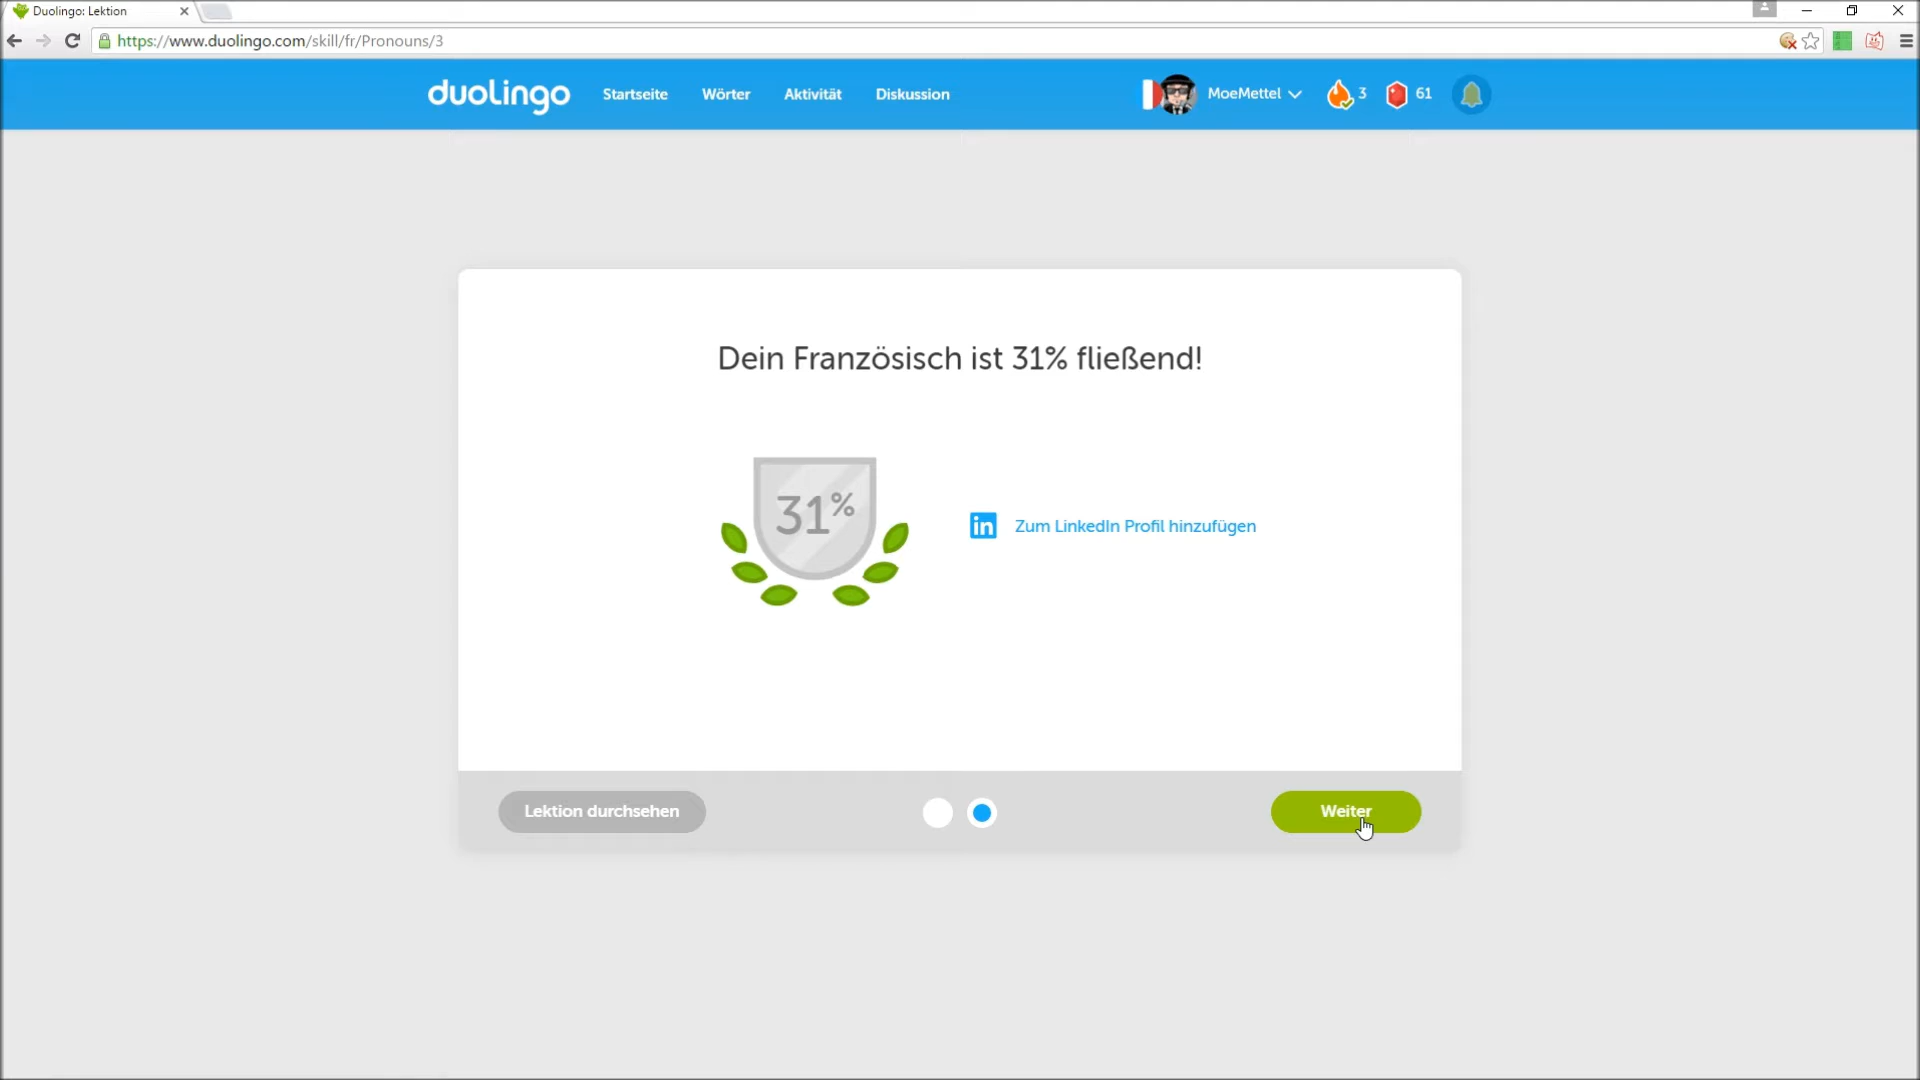 Duolingo: Lektion
https://www.duolingo.com/skill/fr/Pronouns/3
duolingo Startseite Wörter Aktivität Diskussion MoeMettel 3 61
Dein Französisch ist 31% fließend!
31%
in Zum LinkedIn Profil hinzufügen
Lektion durchsehen Weiter